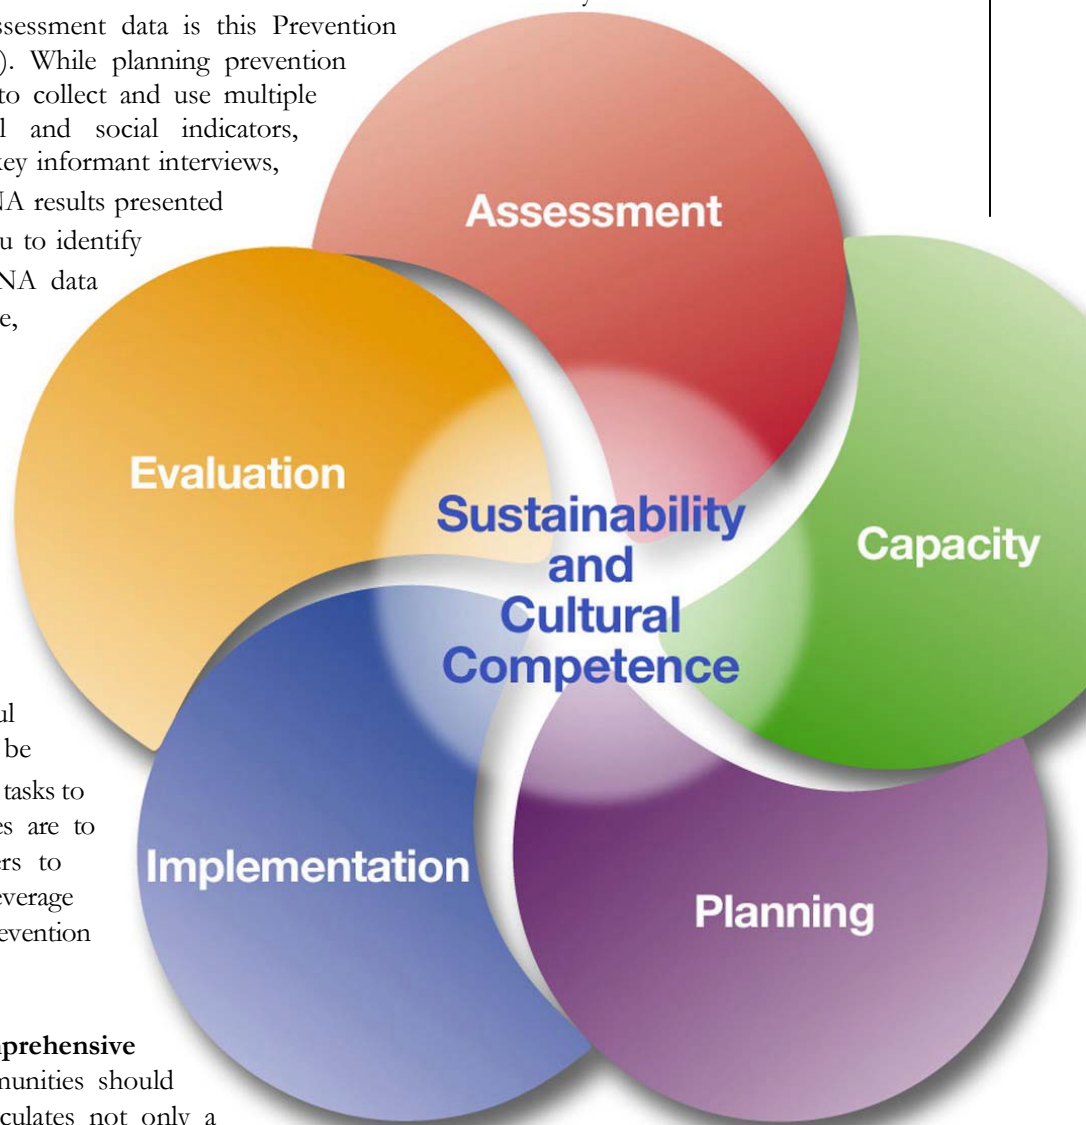 ssessment data is this Prevention
). While planning prevention
to collect and use multiple
l and social indicators,
key informant interviews,
NA results presented
u to identify
NA data
e,
Assessment
Evaluation
Capacity
Sustainability
and
Cultural
Competence
Implementation
Planning
ul
be
tasks to
es are to
ers to
everage
evention
prehensive
munities should
culates not only a